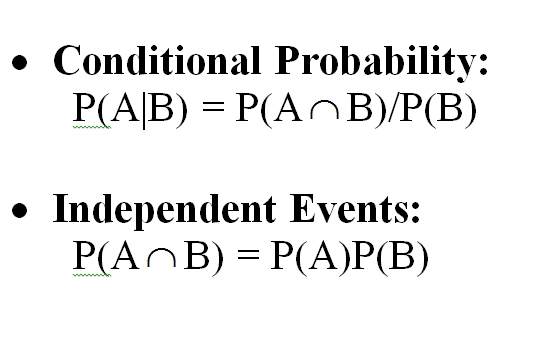 • Conditional Probability:
P(A|B) = P(A∩B)/P(B)
• Independent Events:
P(A∩B) = P(A)P(B)